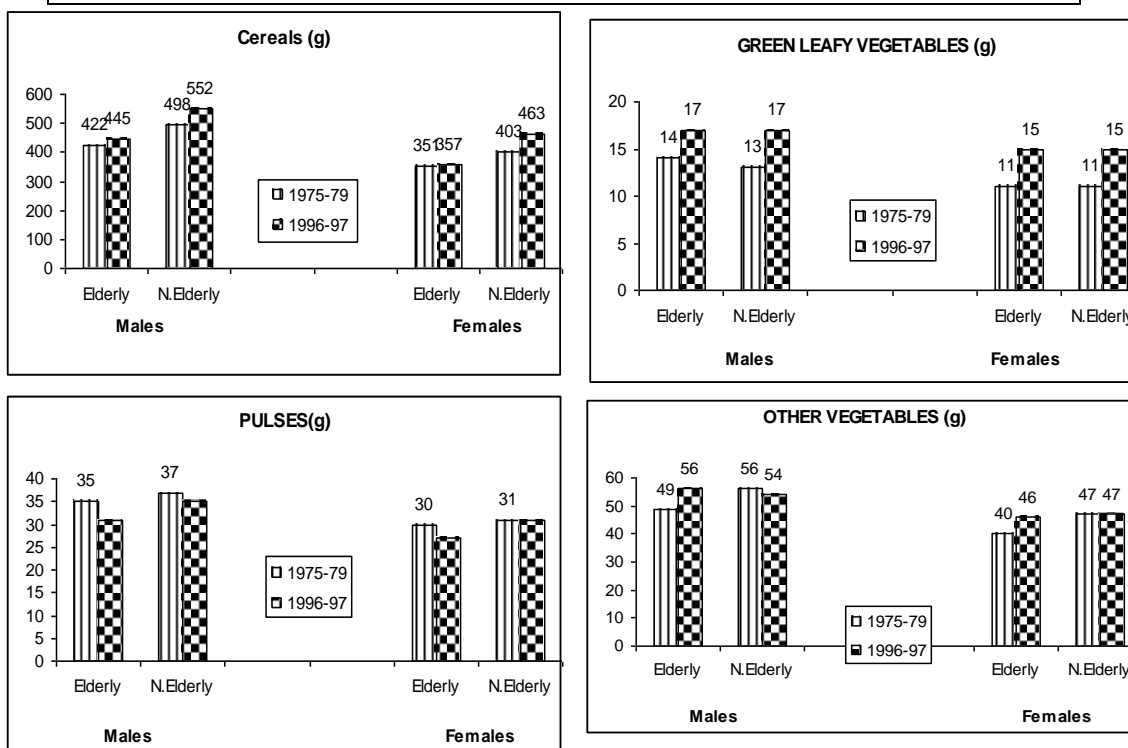 Cereals (g)
600
500
400
300
200
100
0
422
445
498
552
351
357
403
463
1975-79
1996-97
Elderly
N.Elderly
Elderly
N.Elderly
Males
Females
GREEN LEAFY VEGETABLES (g)
20
15
10
5
0
14
17
13
17
11
15
11
15
1975-79
1996-97
Elderly
N.Elderly
Elderly
N.Elderly
Males
Females
PULSES(g)
40
35
30
25
20
15
10
5
0
35
37
30
31
1975-79
1996-97
Elderly
N.Elderly
Elderly
N.Elderly
Males
Females
OTHER VEGETABLES (g)
60
50
40
30
20
10
0
49
56
56
54
40
46
47
47
1975-79
1996-97
Elderly
N.Elderly
Elderly
N.Elderly
Males
Females